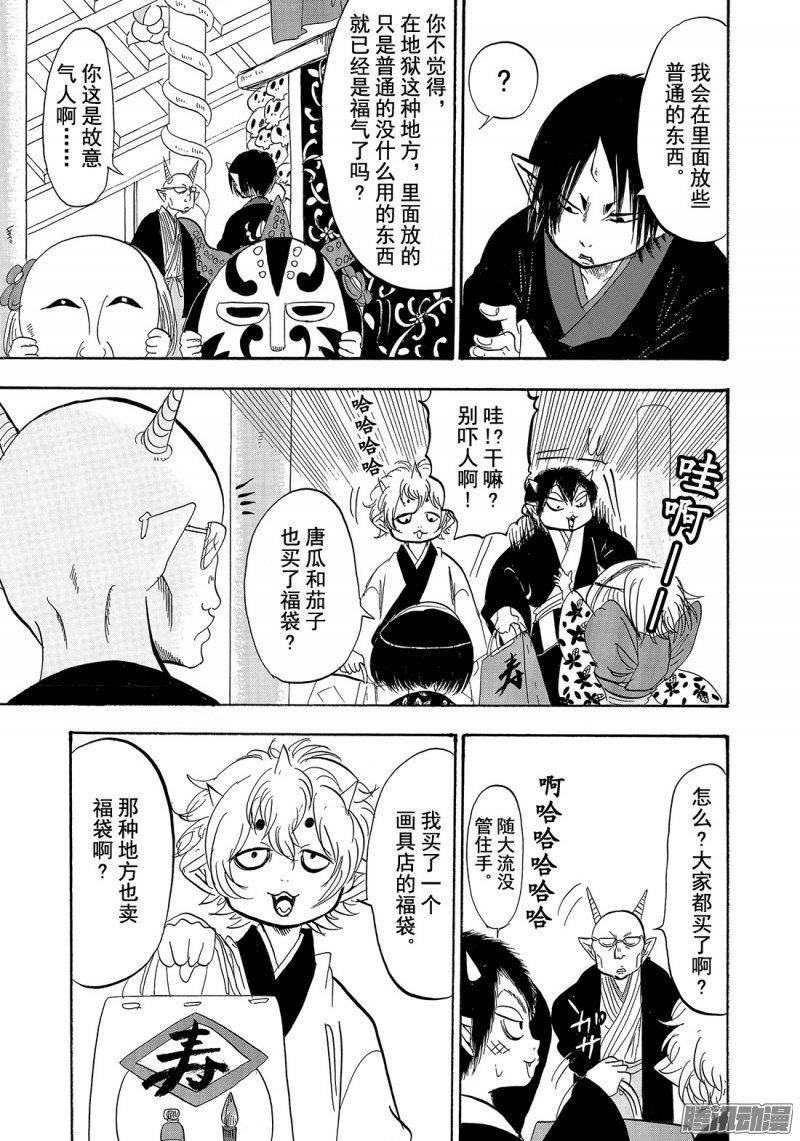 我会在里面放些
普通的东西。
？
你不觉得，
在地狱这种地方，里面放的
只是普通的没什么用的东西
就已经是福气了吗？
你这是故意
气人啊……
哇啊——
哇！？干嘛？
别吓人啊！
寿
哈哈哈哈
唐瓜和茄子
也买了福袋？
怎么？大家都买了啊？
随大流没
管住手。
啊哈哈哈哈哈
我买了一个
画具店的福袋。
那种地方也卖
福袋啊？
寿
腾讯动漫